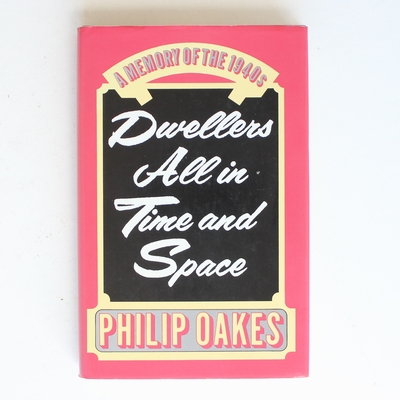 A MEMORY OF THE 1940s
Dwellers
All in
Time and
Space
PHILIP OAKES